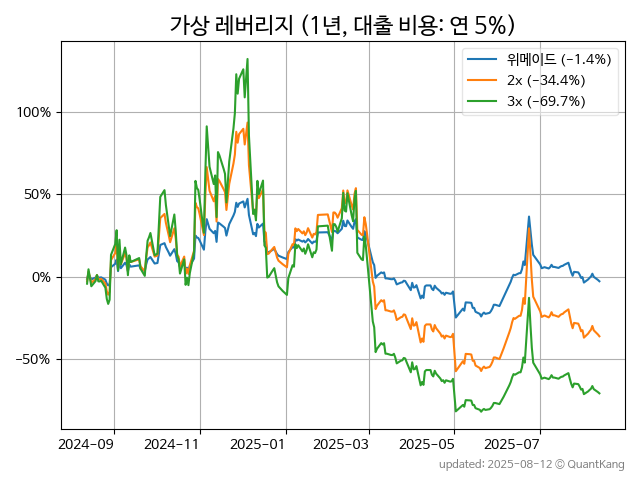 가상 레버리지 (1년, 대출 비용: 연 5%)
위메이드 (−1.4%)
2x (−34.4%)
3x (−69.7%)
100%
50%
0%
−50%
2024-09 2024-11 2025-01 2025-03 2025-05 2025-07
updated: 2025-08-12 © QuantKang